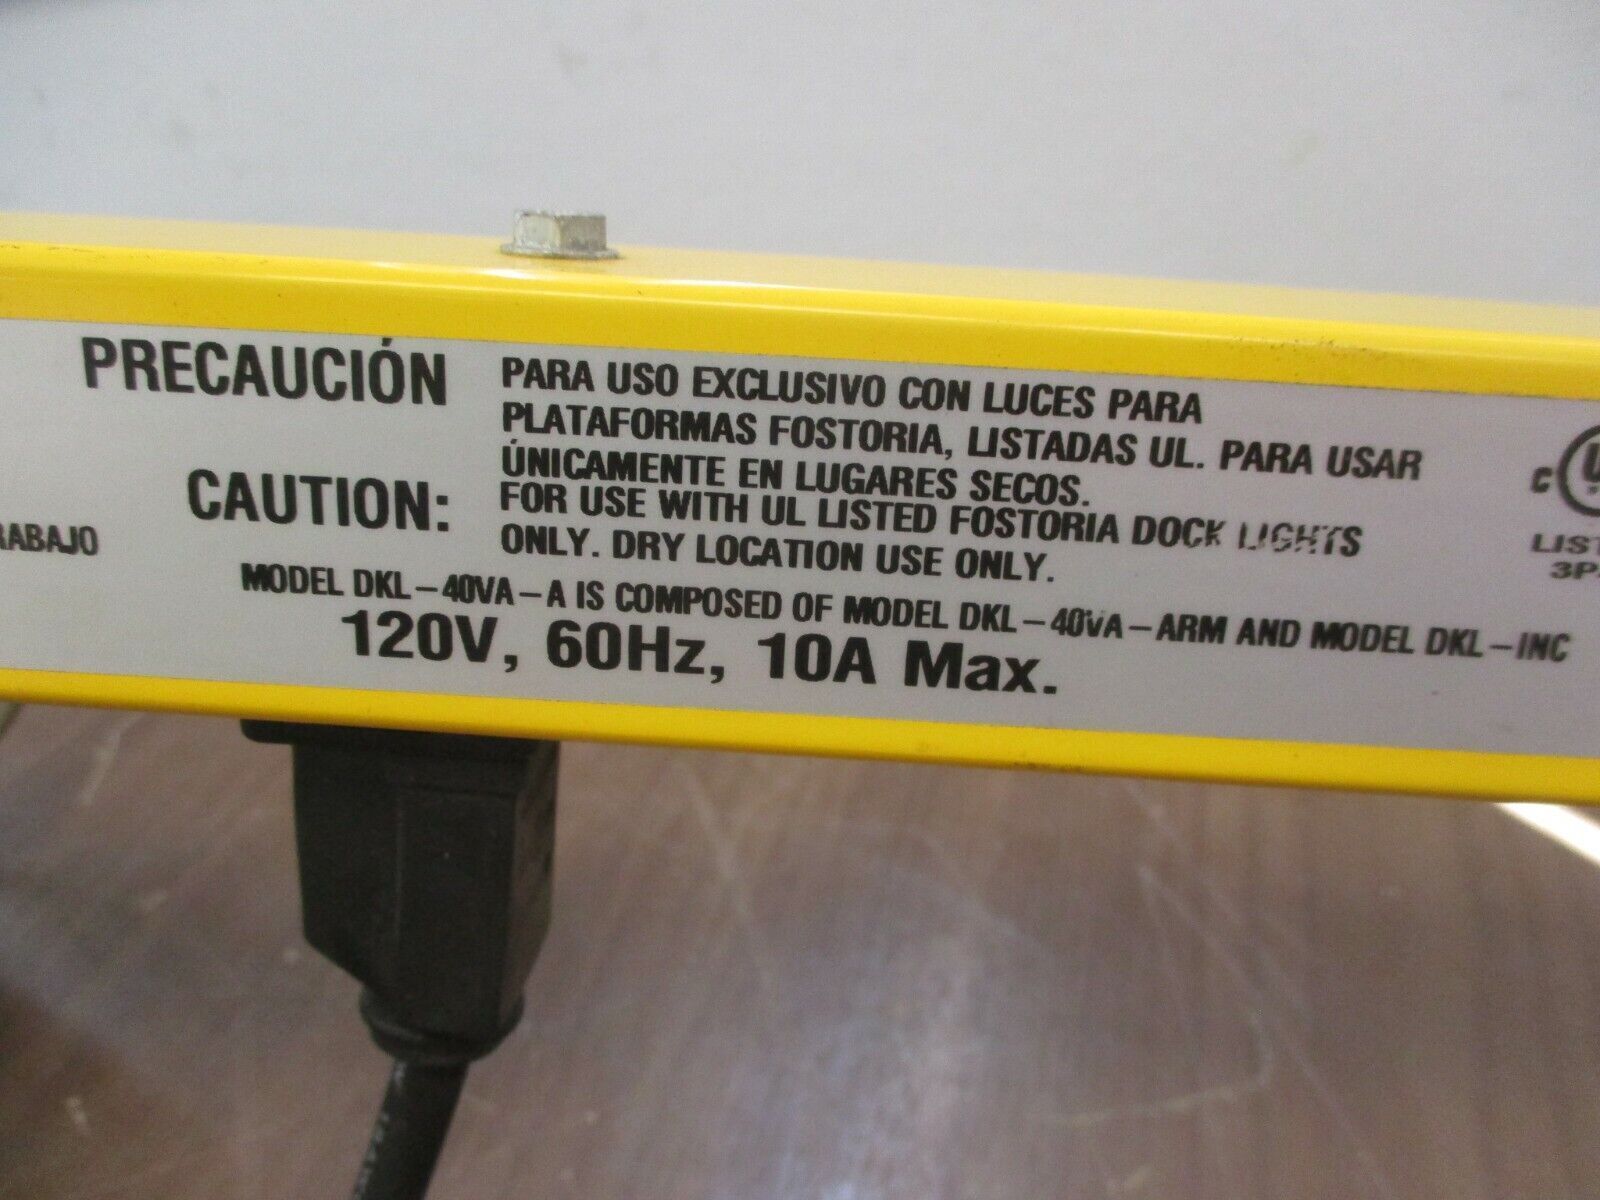 PRECAUCIÓN
PARA USO EXCLUSIVO CON LUCES PARA
PLATAFORMAS FOSTORIA, LISTADAS UL. PARA USAR
ÚNICAMENTE EN LUGARES SECOS.
CAUTION:
FOR USE WITH UL LISTED FOSTORIA DOCK LIGHTS
ONLY. DRY LOCATION USE ONLY.
MODEL DKL-40VA-A IS COMPOSED OF MODEL DKL-40VA-ARM AND MODEL DKL-INC
120V, 60Hz, 10A Max.
RABAJO
C U
LIST
3P